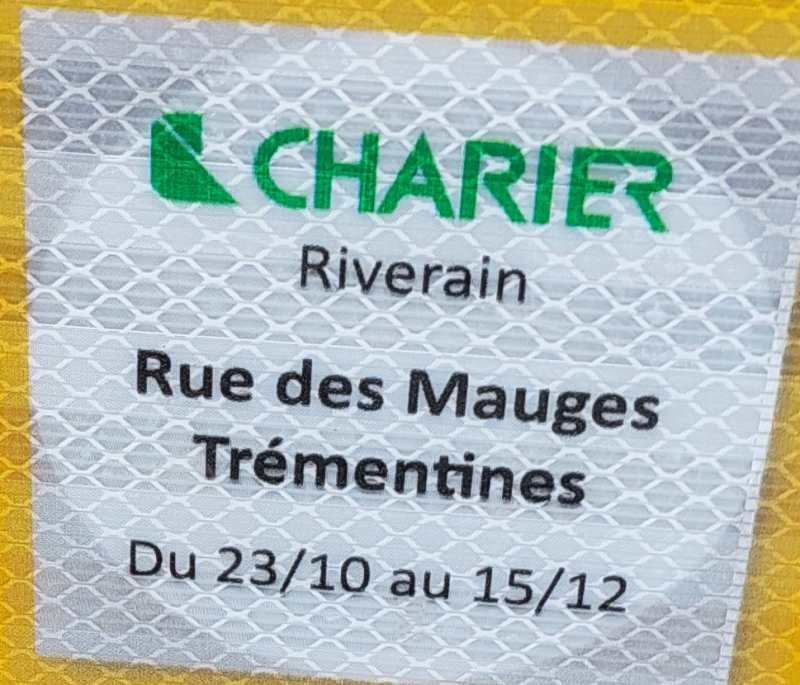 CHARIER
Riverain
Rue des Mauges
Trémentines
Du 23/10 au 15/12